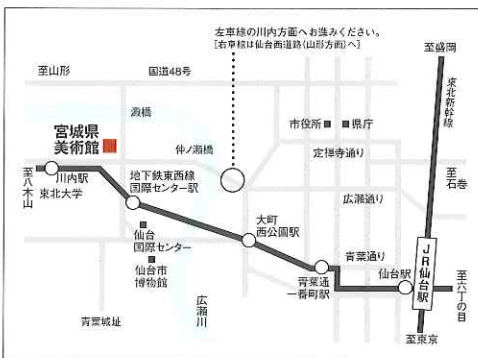 左車線の川内方面へお進みください。
[右車線は仙台西道路(山形方面)へ]
至盛岡
至山形
国道48号
東北新幹線
澱橋
宮城県
美術館
仲ノ瀬橋
市役所
県庁
定禅寺通り
至石巻
至八木山
川内駅
東北大学
地下鉄東西線
国際センター駅
広瀬通り
大町
西公園駅
仙台
国際センター
仙台市
博物館
青葉通り
青葉通
一番町駅
仙台駅
JR仙台駅
至六丁の目
広瀬川
青葉城址
至東京